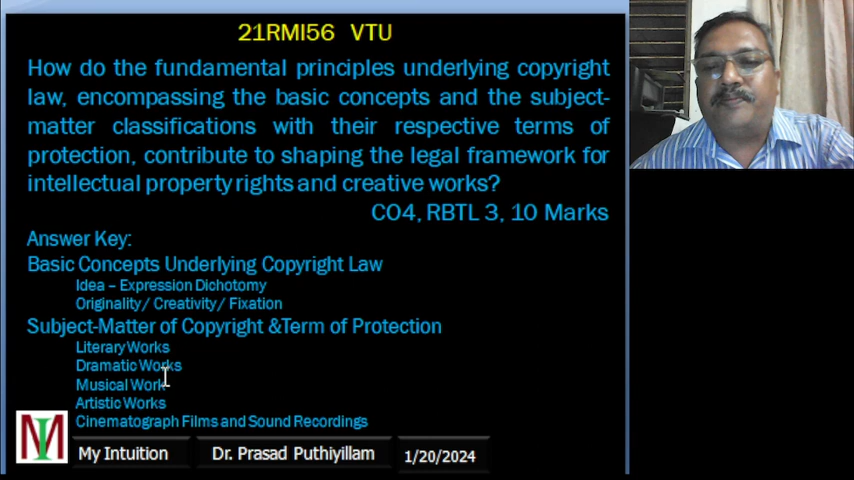 21RMI56 VTU
How do the fundamental principles underlying copyright
law, encompassing the basic concepts and the subject-
matter classifications with their respective terms of
protection, contribute to shaping the legal framework for
intellectual property rights and creative works?
CO4, RBTL 3, 10 Marks
Answer Key:
Basic Concepts Underlying Copyright Law
Idea – Expression Dichotomy
Originality/ Creativity/ Fixation
Subject-Matter of Copyright &Term of Protection
Literary Works
Dramatic Works
Musical Work
Artistic Works
Cinematograph Films and Sound Recordings
MI
My Intuition
Dr. Prasad Puthiyillam
1/20/2024